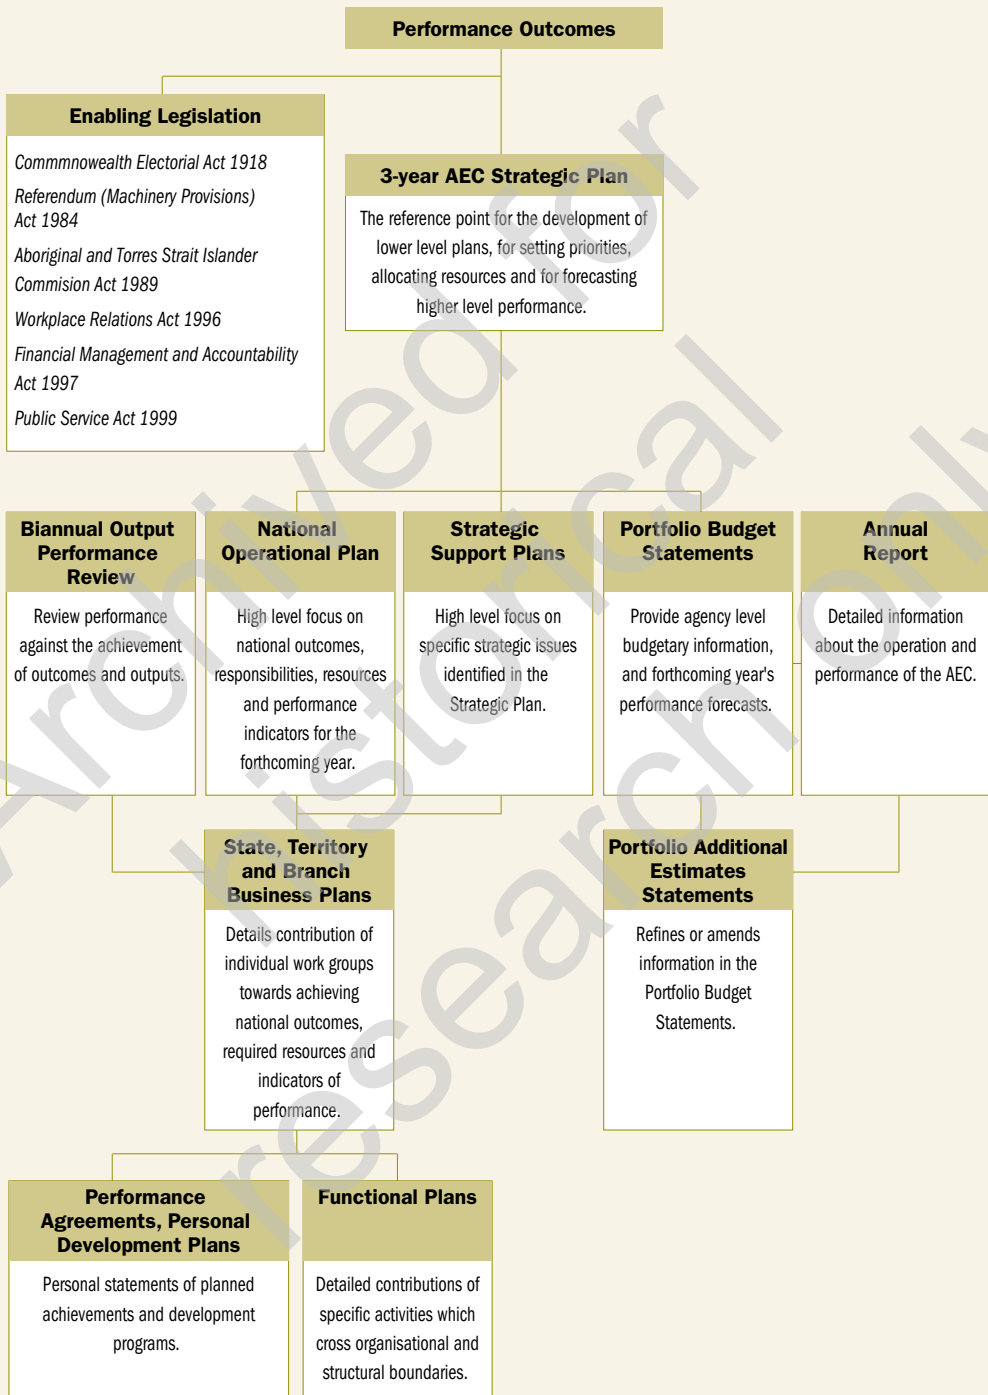 Performance Outcomes
Enabling Legislation
Commmnowealth Electorial Act 1918
Referendum (Machinery Provisions)
Act 1984
Aboriginal and Torres Strait Islander
Commision Act 1989
Workplace Relations Act 1996
Financial Management and Accountability
Act 1997
Public Service Act 1999
3-year AEC Strategic Plan
The reference point for the development of
lower level plans, for setting priorities,
allocating resources and for forecasting
higher level performance.
Biannual Output
Performance
Review
Review performance
against the achievement
of outcomes and outputs.
National
Operational Plan
High level focus on
national outcomes,
responsibilities, resources
and performance
indicators for the
forthcoming year.
Strategic
Support Plans
High level focus on
specific strategic issues
identified in the
Strategic Plan.
Portfolio Budget
Statements
Provide agency level
budgetary information,
and forthcoming year's
performance forecasts.
Annual
Report
Detailed information
about the operation and
performance of the AEC.
State, Territory
and Branch
Business Plans
Details contribution of
individual work groups
towards achieving
national outcomes,
required resources and
indicators of
performance.
Portfolio Additional
Estimates
Statements
Refines or amends
information in the
Portfolio Budget
Statements.
Performance
Agreements, Personal
Development Plans
Personal statements of planned
achievements and development
programs.
Functional Plans
Detailed contributions of
specific activities which
cross organisational and
structural boundaries.
Archived for
historical
research only